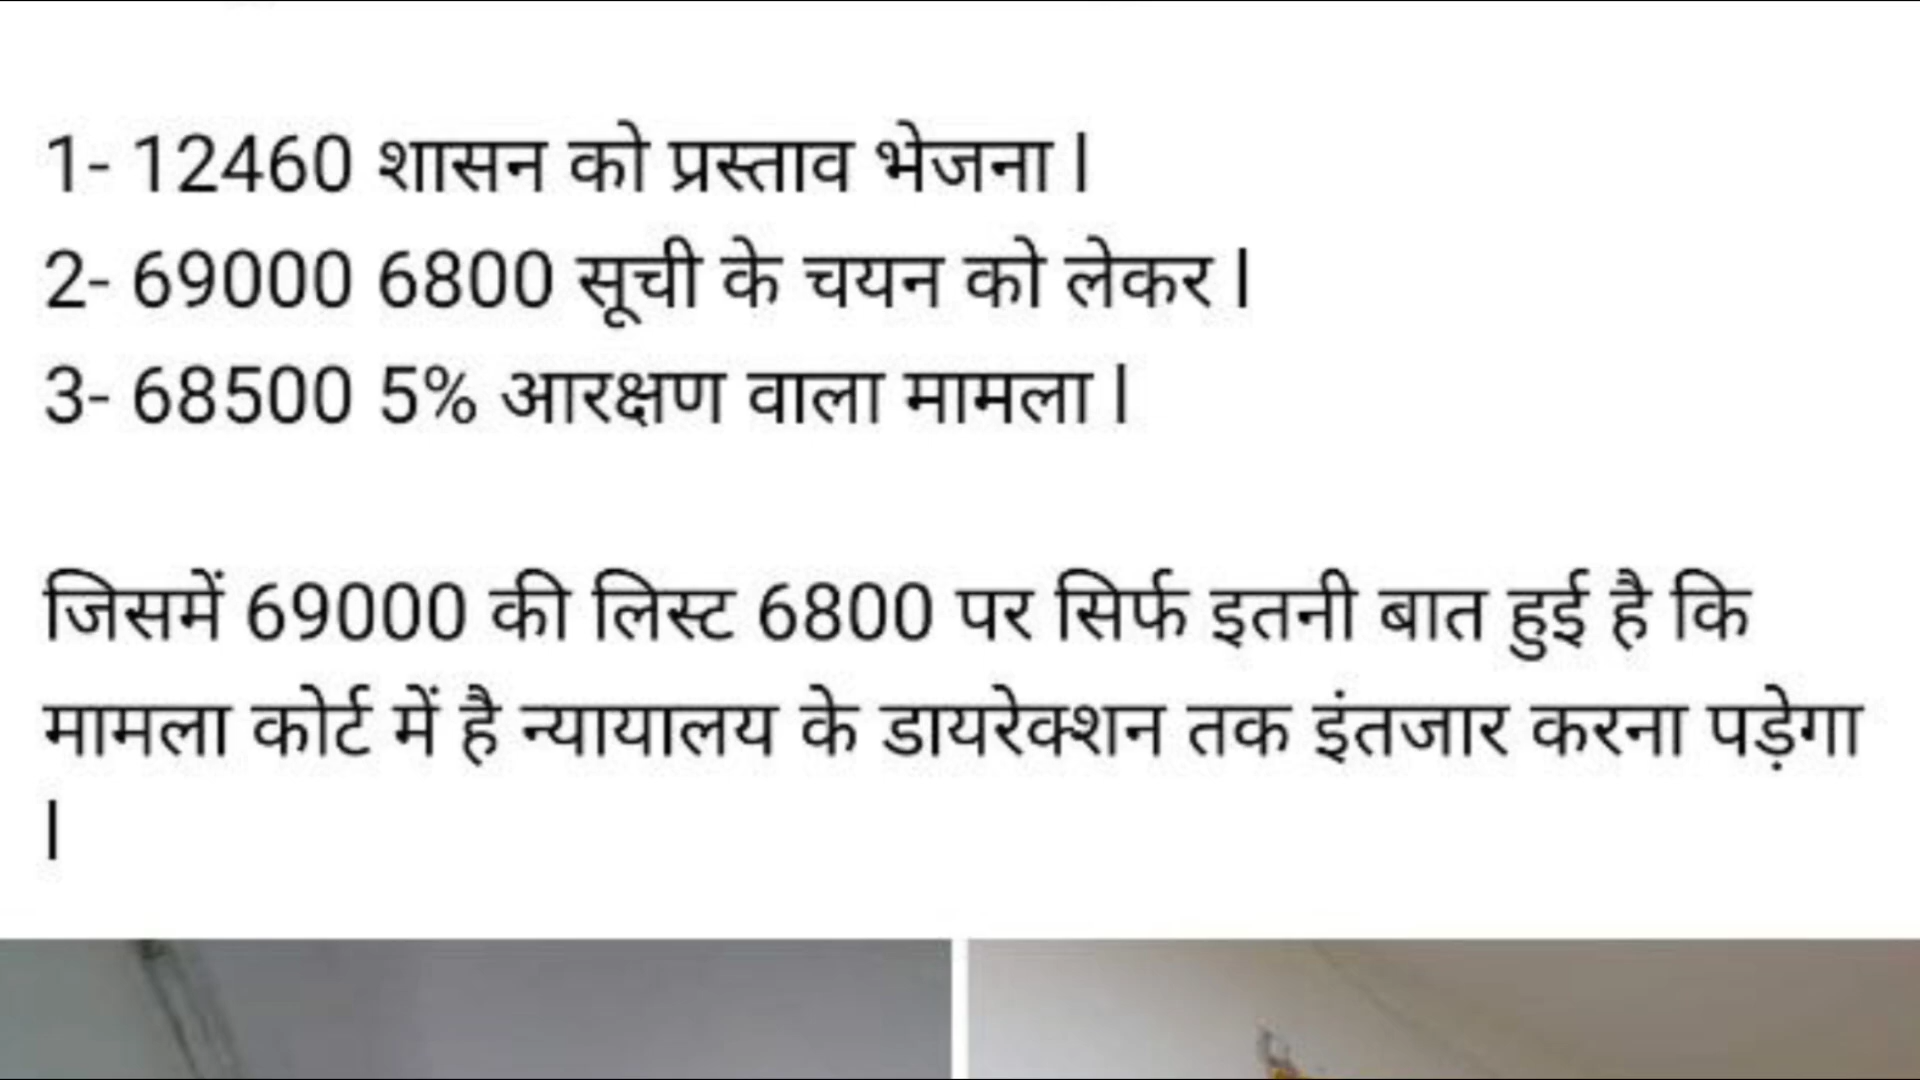 1- 12460 शासन को प्रस्ताव भेजना l
2- 69000 6800 सूची के चयन को लेकर l
3- 68500 5% आरक्षण वाला मामला l
जिसमें 69000 की लिस्ट 6800 पर सिर्फ इतनी बात हुई है कि
मामला कोर्ट में है न्यायालय के डायरेक्शन तक इंतजार करना पड़ेगा
l